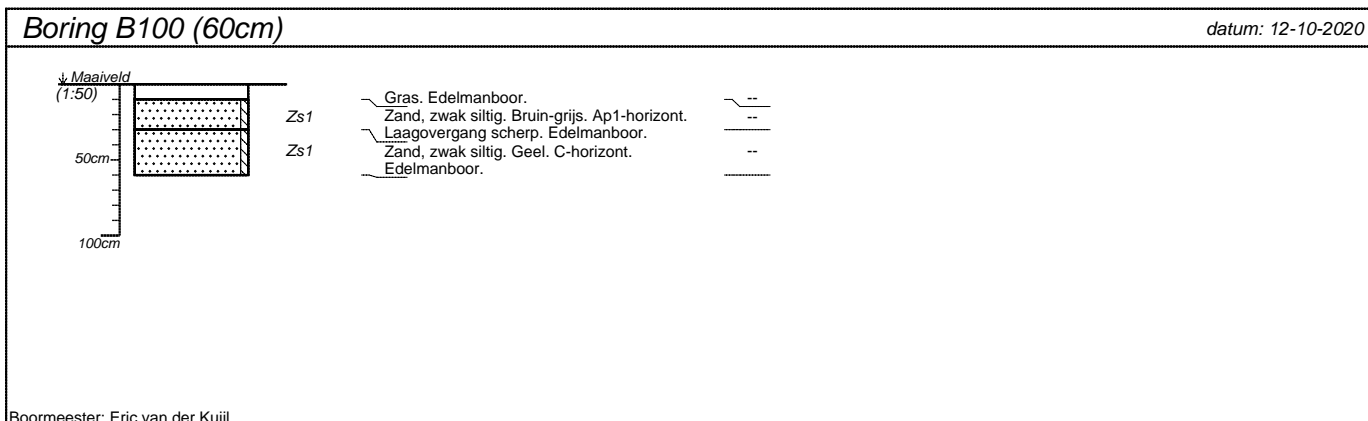 Boring B100 (60cm)
datum: 12-10-2020
Maaiveld
(1:50)
Gras. Edelmanboor.
--
Zs1
Zand, zwak siltig. Bruin-grijs. Ap1-horizont.
--
Laagovergang scherp. Edelmanboor.
50cm
Zs1
Zand, zwak siltig. Geel. C-horizont.
--
Edelmanboor.
100cm
Boormeester: Eric van der Kuijl